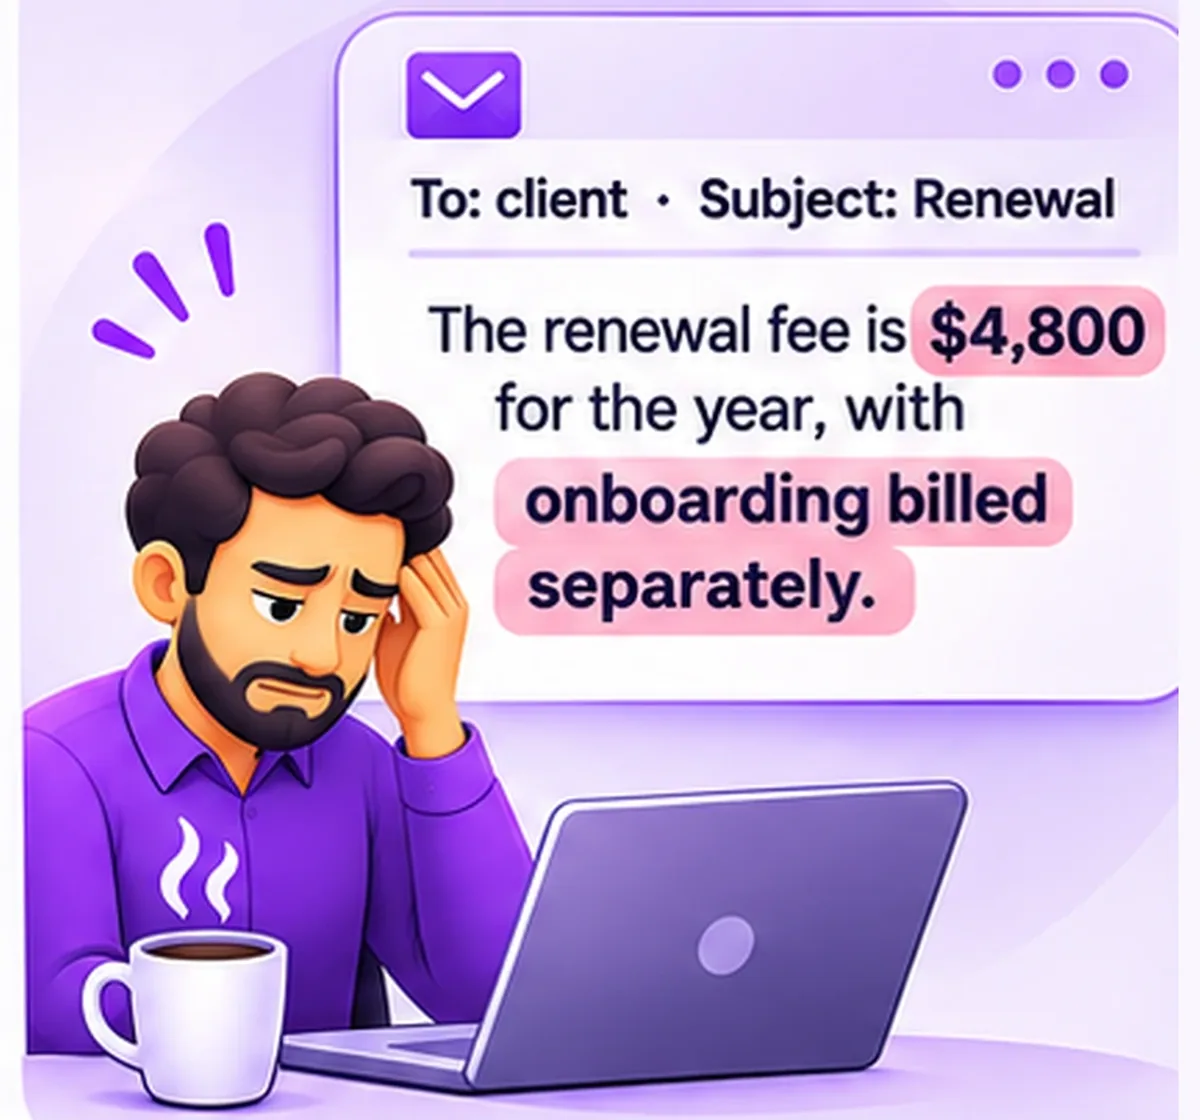 To: client · Subject: Renewal
The renewal fee is $4,800
for the year, with
onboarding billed
separately.